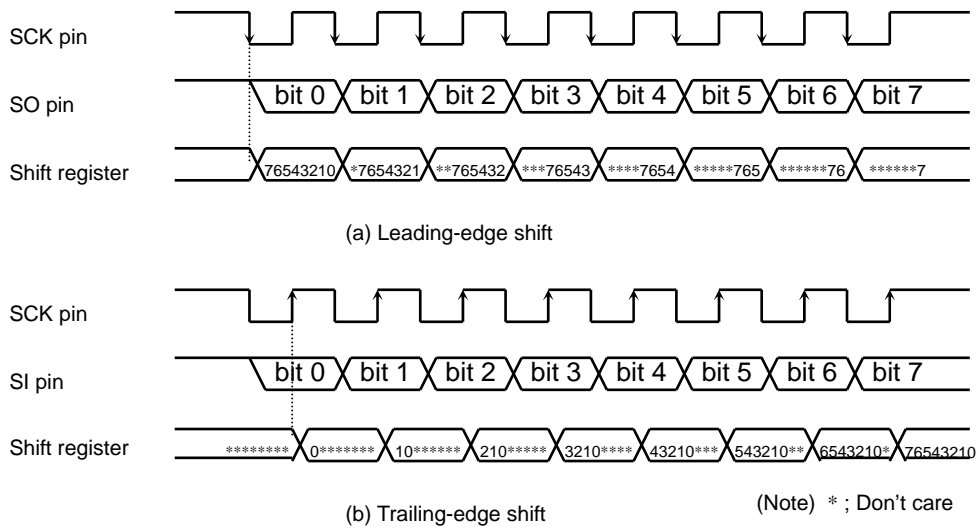 SCK pin
SO pin
bit 0 bit 1 bit 2 bit 3 bit 4 bit 5 bit 6 bit 7
Shift register
76543210 *7654321 **765432 ***76543 ****7654 *****765 ******76 ******7
(a) Leading-edge shift
SCK pin
SI pin
bit 0 bit 1 bit 2 bit 3 bit 4 bit 5 bit 6 bit 7
Shift register
******** 0******* 10****** 210***** 3210**** 43210*** 543210** 6543210* 76543210
(Note) * ; Don't care
(b) Trailing-edge shift